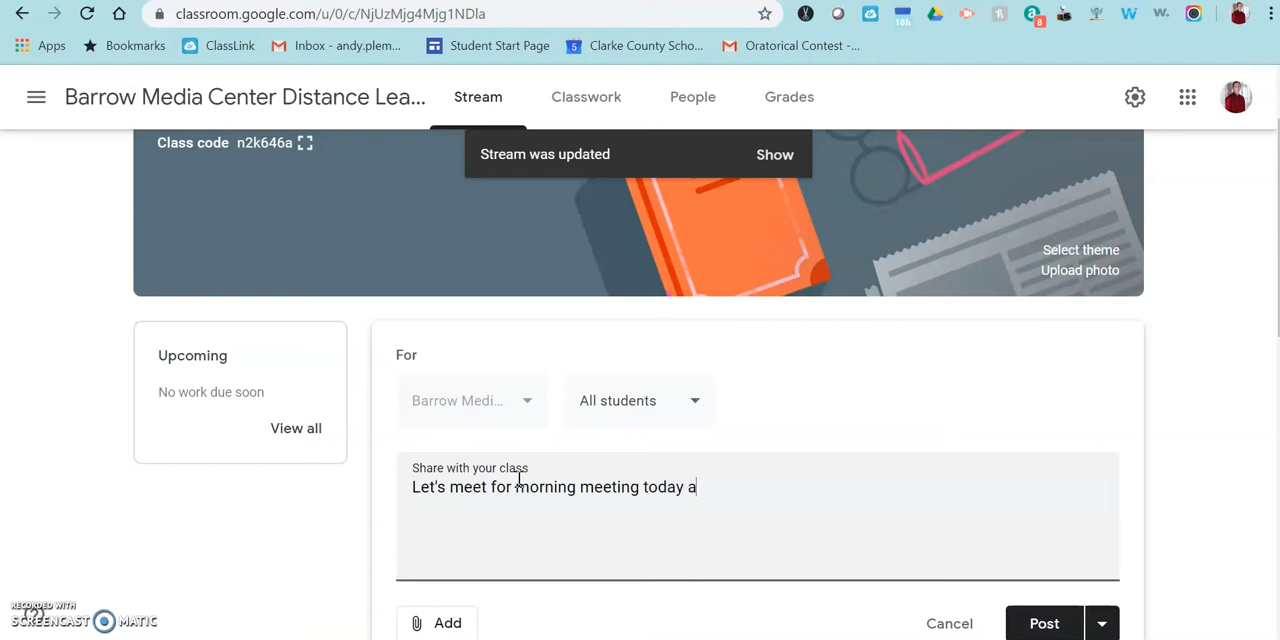 classroom.google.com/u/0/c/NjUzMjg4Mjg1NDla
18h
8
Apps Bookmarks ClassLink Inbox - andy.plem... Student Start Page 5 Clarke County Scho... Oratorical Contest -...
Barrow Media Center Distance Lea... Stream Classwork People Grades
Class code n2k646a
Stream was updated Show
Select theme
Upload photo
Upcoming
No work due soon
View all
For
Barrow Medi... All students
Share with your class
Let's meet for morning meeting today a
Add Cancel Post
RECORDED WITH
SCREENCAST MATIC